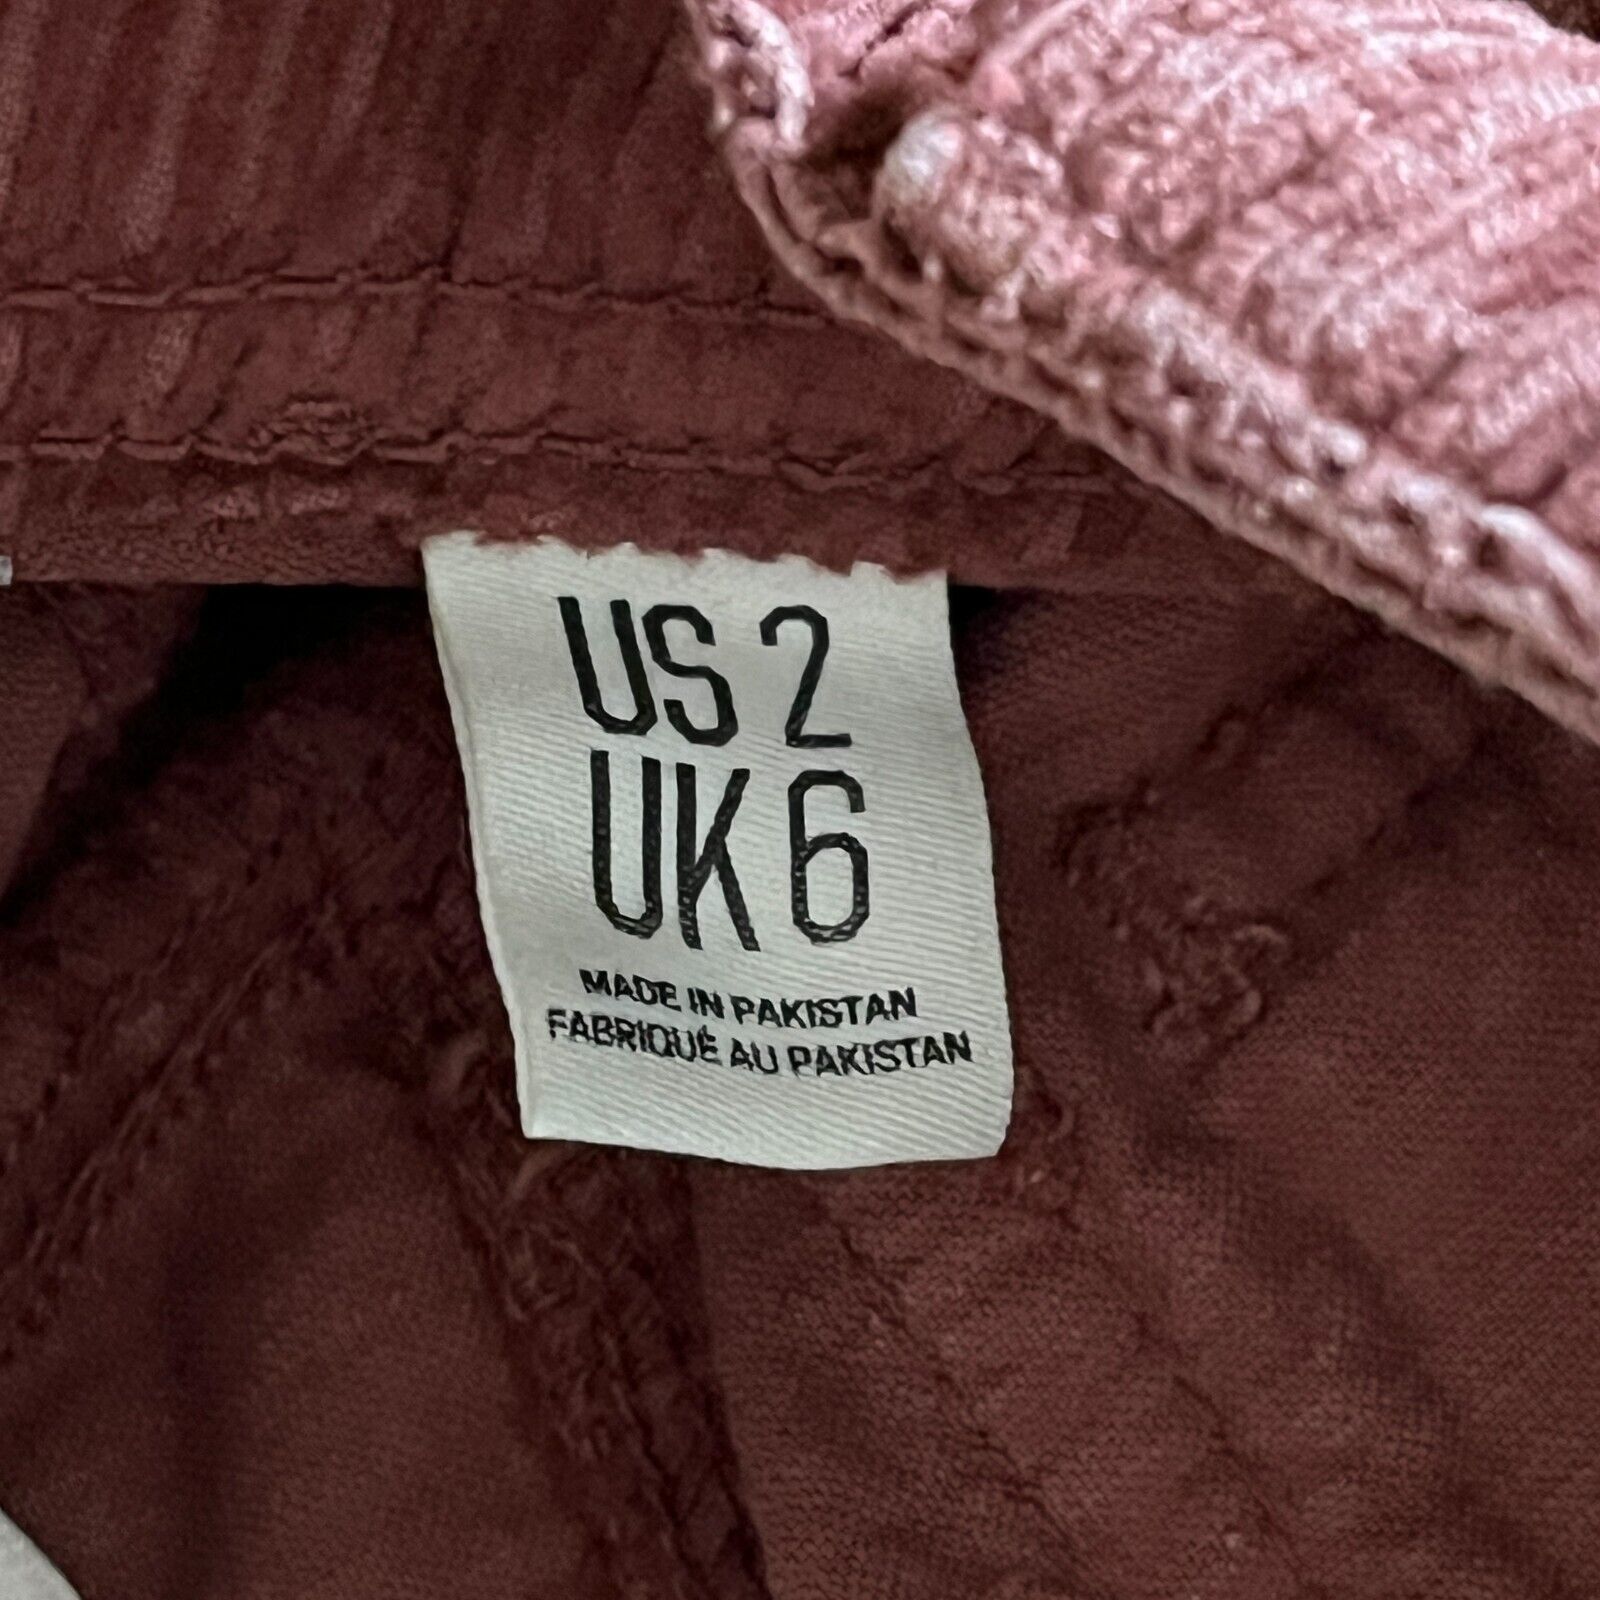 US 2
UK 6
MADE IN PAKISTAN
FABRIQUÉ AU PAKISTAN